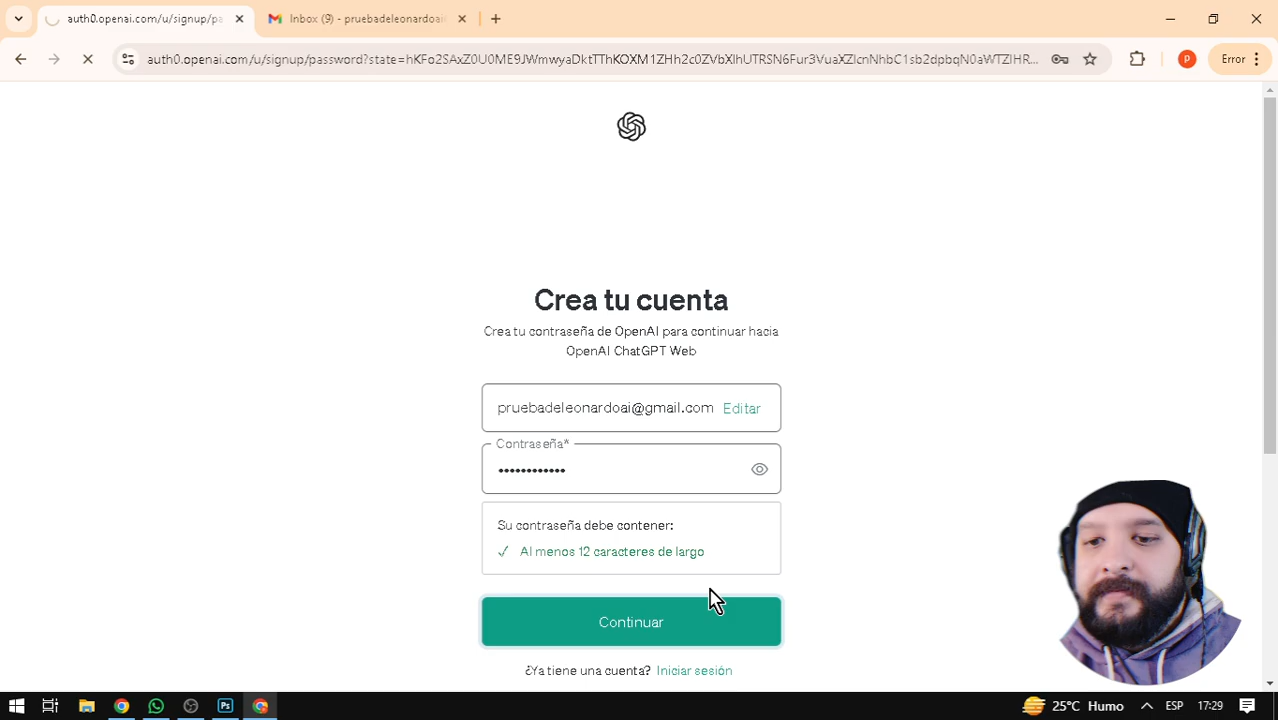 auth0.openai.com/u/signup/pa
Inbox (9) - pruebadeleonardoai
auth0.openai.com/u/signup/password?state=
P
Error
Crea tu cuenta
Crea tu contraseña de OpenAI para continuar hacia
OpenAI ChatGPT Web
pruebadeleonardoai@gmail.com Editar
Contraseña*
••••••••••••
Su contraseña debe contener:
✓ Al menos 12 caracteres de largo
Continuar
¿Ya tiene una cuenta? Iniciar sesión
Ps
25°C Humo
ESP
17:29